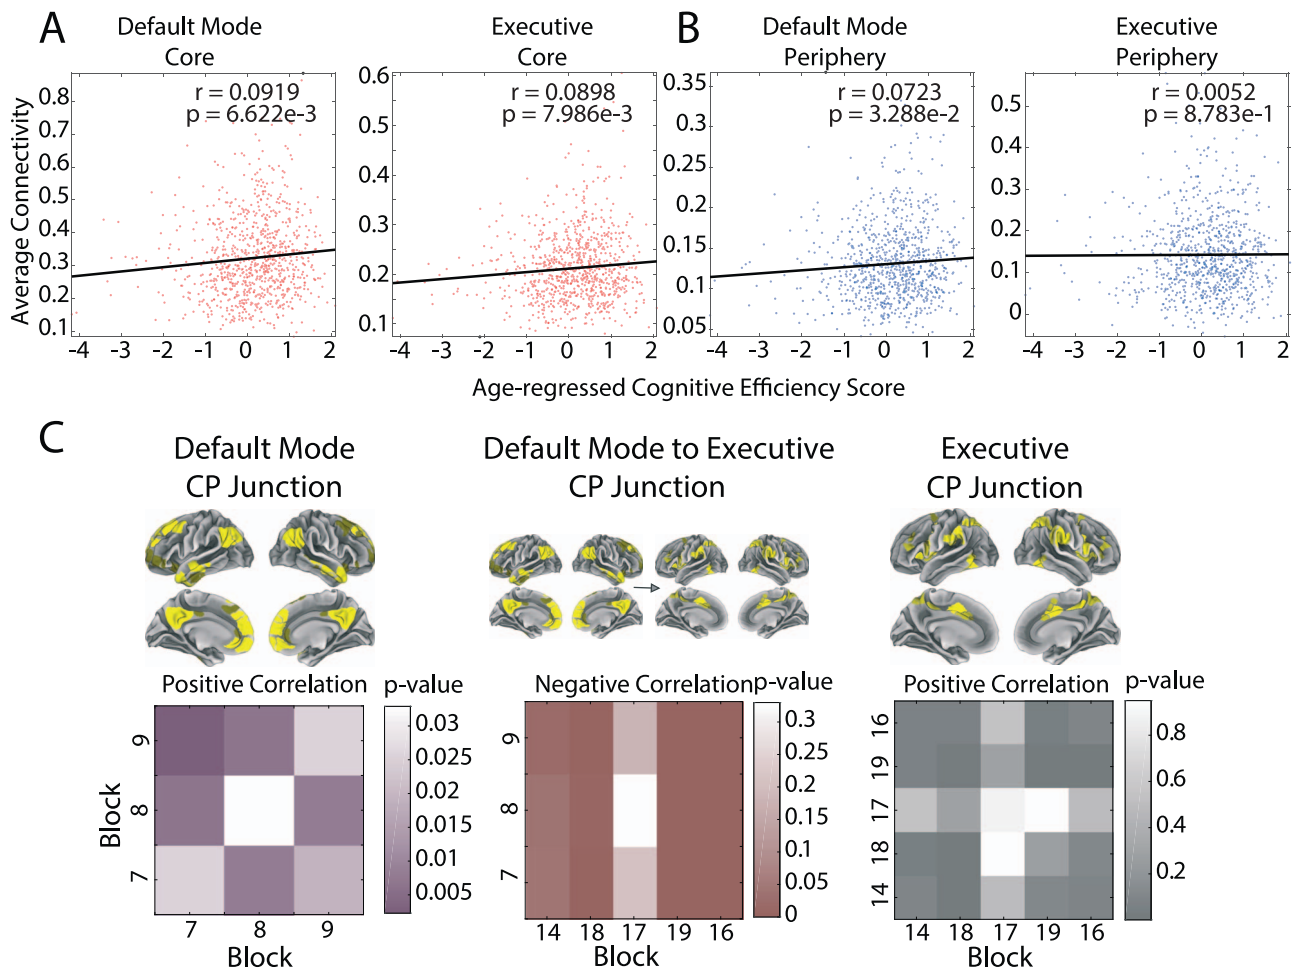 A
Default Mode
Core
r = 0.0919
p = 6.622e-3
Average Connectivity
0.8
0.7
0.6
0.5
0.4
0.3
0.2
0.1
-4 -3 -2 -1 0 1 2
Executive
Core
r = 0.0898
p = 7.986e-3
0.6
0.5
0.4
0.3
0.2
0.1
-4 -3 -2 -1 0 1 2
B
Default Mode
Periphery
r = 0.0723
p = 3.288e-2
0.35
0.3
0.25
0.2
0.15
0.1
0.05
-4 -3 -2 -1 0 1 2
Executive
Periphery
r = 0.0052
p = 8.783e-1
0.5
0.4
0.3
0.2
0.1
0
-4 -3 -2 -1 0 1 2
Age-regressed Cognitive Efficiency Score
C
Default Mode
CP Junction
Positive Correlation
p-value
0.03
0.025
0.02
0.015
0.01
0.005
Block
9
8
7
7 8 9
Block
Default Mode to Executive
CP Junction
Negative Correlation
p-value
0.3
0.25
0.2
0.15
0.1
0.05
0
9
8
7
14 18 17 19 16
Block
Executive
CP Junction
Positive Correlation
p-value
0.8
0.6
0.4
0.2
16
19
17
18
14
14 18 17 19 16
Block